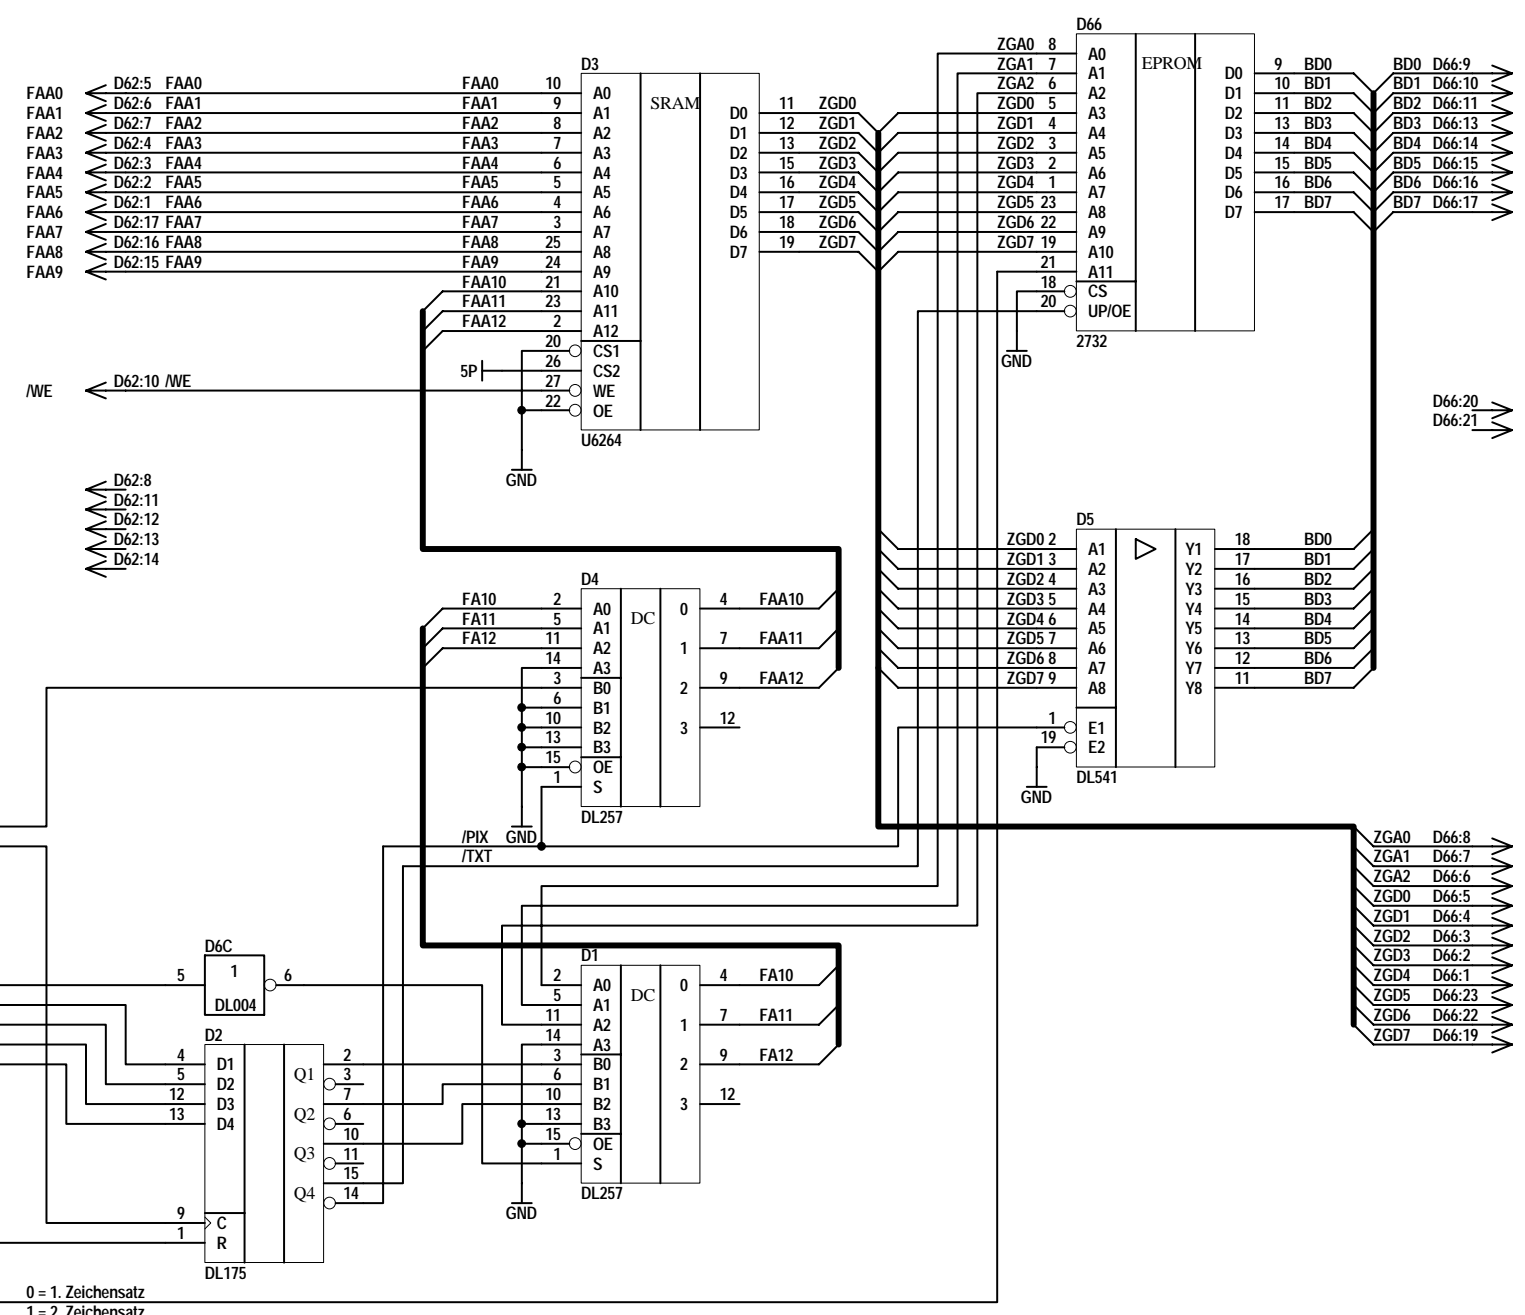 D66
ZGA0 8 A0 EPROM
D3
ZGA1 7 A1 D0 9 BD0 BD0 D66:9
FAA0 D62:5 FAA0 FAA0 10 A0 SRAM ZGA2 6 A2 D1 10 BD1 BD1 D66:10
FAA1 D62:6 FAA1 FAA1 9 A1 D0 11 ZGD0 ZGD0 5 A3 D2 11 BD2 BD2 D66:11
FAA2 D62:7 FAA2 FAA2 8 A2 D1 12 ZGD1 ZGD1 4 A4 D3 13 BD3 BD3 D66:13
FAA3 D62:4 FAA3 FAA3 7 A3 D2 13 ZGD2 ZGD2 3 A5 D4 14 BD4 BD4 D66:14
FAA4 D62:3 FAA4 FAA4 6 A4 D3 15 ZGD3 ZGD3 2 A6 D5 15 BD5 BD5 D66:15
FAA5 D62:2 FAA5 FAA5 5 A5 D4 16 ZGD4 ZGD4 1 A7 D6 16 BD6 BD6 D66:16
FAA6 D62:1 FAA6 FAA6 4 A6 D5 17 ZGD5 ZGD5 23 A8 D7 17 BD7 BD7 D66:17
FAA7 D62:17 FAA7 FAA7 3 A7 D6 18 ZGD6 ZGD6 22 A9
FAA8 D62:16 FAA8 FAA8 25 A8 D7 19 ZGD7 ZGD7 19 A10
FAA9 D62:15 FAA9 FAA9 24 A9 21 A11
FAA10 21 A10 18 CS
FAA11 23 A11 20 UP/OE
FAA12 2 A12 2732
20 CS1 GND
5P 26 CS2
/WE D62:10 /WE 27 WE
22 OE D66:20
U6264 D66:21
GND
D62:8
D62:11
D62:12
D62:13
D62:14
D5
ZGD0 2 A1 Y1 18 BD0
ZGD1 3 A2 Y2 17 BD1
ZGD2 4 A3 Y3 16 BD2
ZGD3 5 A4 Y4 15 BD3
ZGD4 6 A5 Y5 14 BD4
ZGD5 7 A6 Y6 13 BD5
ZGD6 8 A7 Y7 12 BD6
ZGD7 9 A8 Y8 11 BD7
1 E1
19 E2
DL541
GND
D4
FA10 2 A0 DC 0 4 FAA10
FA11 5 A1
FA12 11 A2 1 7 FAA11
14 A3
3 B0 2 9 FAA12
6 B1
10 B2 3 12
13 B3
15 OE
1 S
DL257
GND
/PIX
/TXT
ZGA0 D66:8
ZGA1 D66:7
ZGA2 D66:6
ZGD0 D66:5
ZGD1 D66:4
ZGD2 D66:3
ZGD3 D66:2
ZGD4 D66:1
ZGD5 D66:23
ZGD6 D66:22
ZGD7 D66:19
D6C
5 1 6
DL004
D1
2 A0 DC 0 4 FA10
5 A1
11 A2 1 7 FA11
14 A3
3 B0 2 9 FA12
6 B1
10 B2 3 12
13 B3
15 OE
1 S
DL257
GND
D2
4 D1 Q1 2
5 D2 3
12 D3 7
13 D4 Q2 6
10
Q3 11
15
Q4 14
9 C
1 R
DL175
0 = 1. Zeichensatz
1 = 2. Zeichensatz